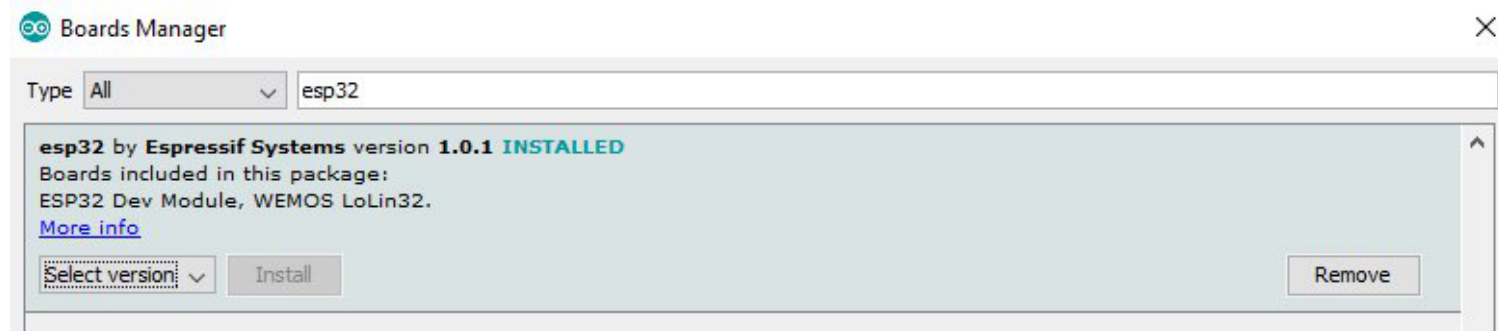 Boards Manager
Type All esp32
esp32 by Espressif Systems version 1.0.1 INSTALLED
Boards included in this package:
ESP32 Dev Module, WEMOS LoLin32.
More info
Select version Install Remove